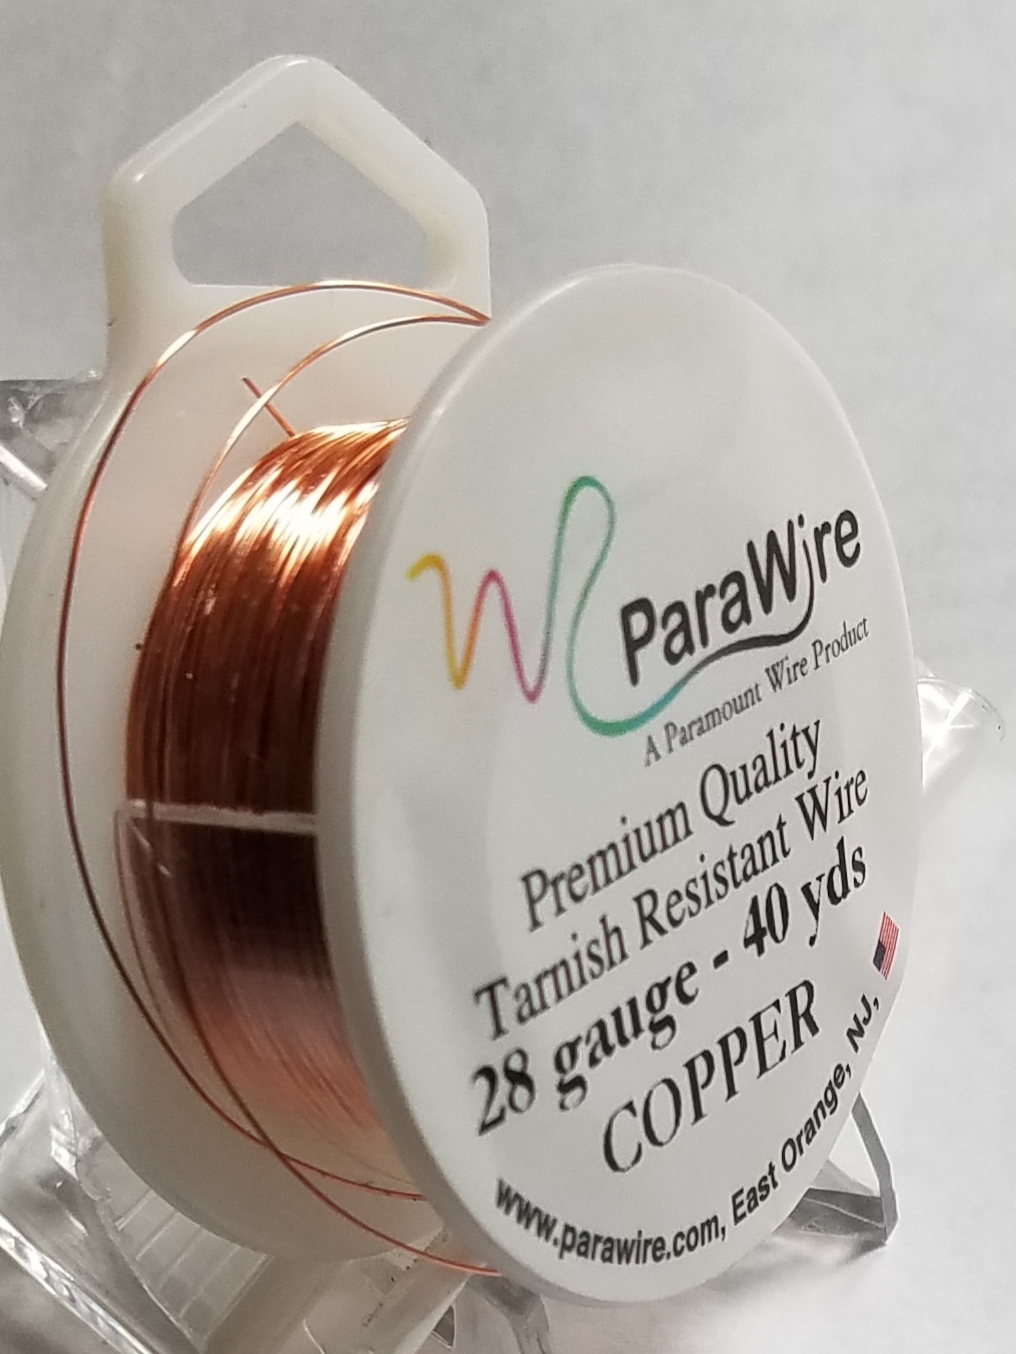 ParaWire
A Paramount Wire Product
Premium Quality
Tarnish Resistant Wire
28 gauge - 40 yds
COPPER
www.parawire.com, East Orange, NJ,